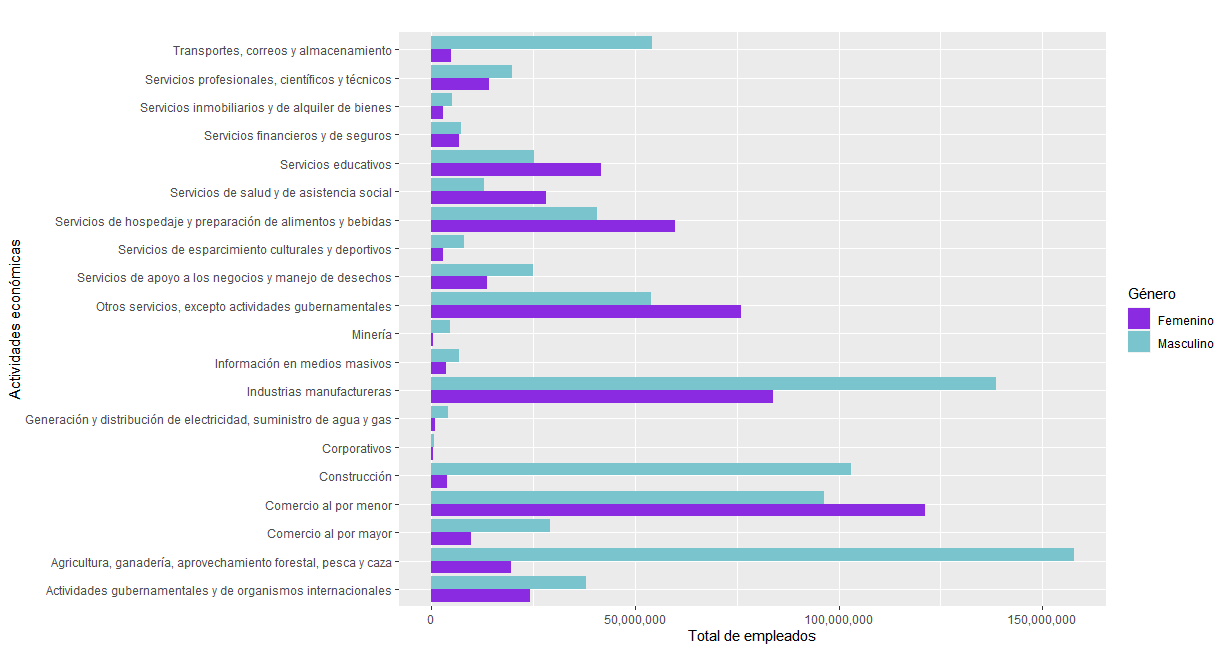 Actividades económicas
Transportes, correos y almacenamiento
Servicios profesionales, científicos y técnicos
Servicios inmobiliarios y de alquiler de bienes
Servicios financieros y de seguros
Servicios educativos
Servicios de salud y de asistencia social
Servicios de hospedaje y preparación de alimentos y bebidas
Servicios de esparcimiento culturales y deportivos
Servicios de apoyo a los negocios y manejo de desechos
Otros servicios, excepto actividades gubernamentales
Minería
Información en medios masivos
Industrias manufactureras
Generación y distribución de electricidad, suministro de agua y gas
Corporativos
Construcción
Comercio al por menor
Comercio al por mayor
Agricultura, ganadería, aprovechamiento forestal, pesca y caza
Actividades gubernamentales y de organismos internacionales
0 50,000,000 100,000,000 150,000,000
Total de empleados
Género
Femenino
Masculino